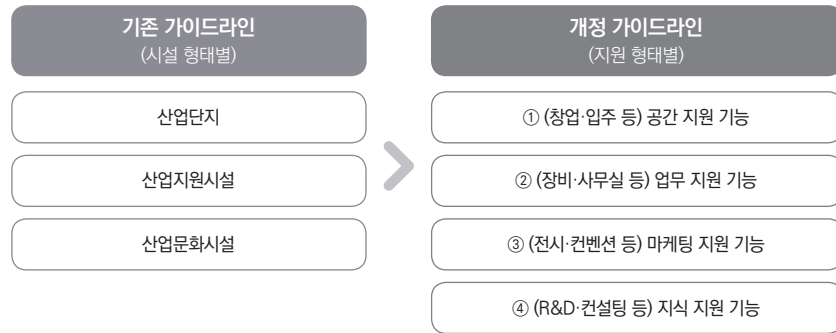 기존 가이드라인
(시설 형태별)
산업단지
산업지원시설
산업문화시설
개정 가이드라인
(지원 형태별)
① (창업·입주 등) 공간 지원 기능
② (장비·사무실 등) 업무 지원 기능
③ (전시·컨벤션 등) 마케팅 지원 기능
④ (R&D·컨설팅 등) 지식 지원 기능